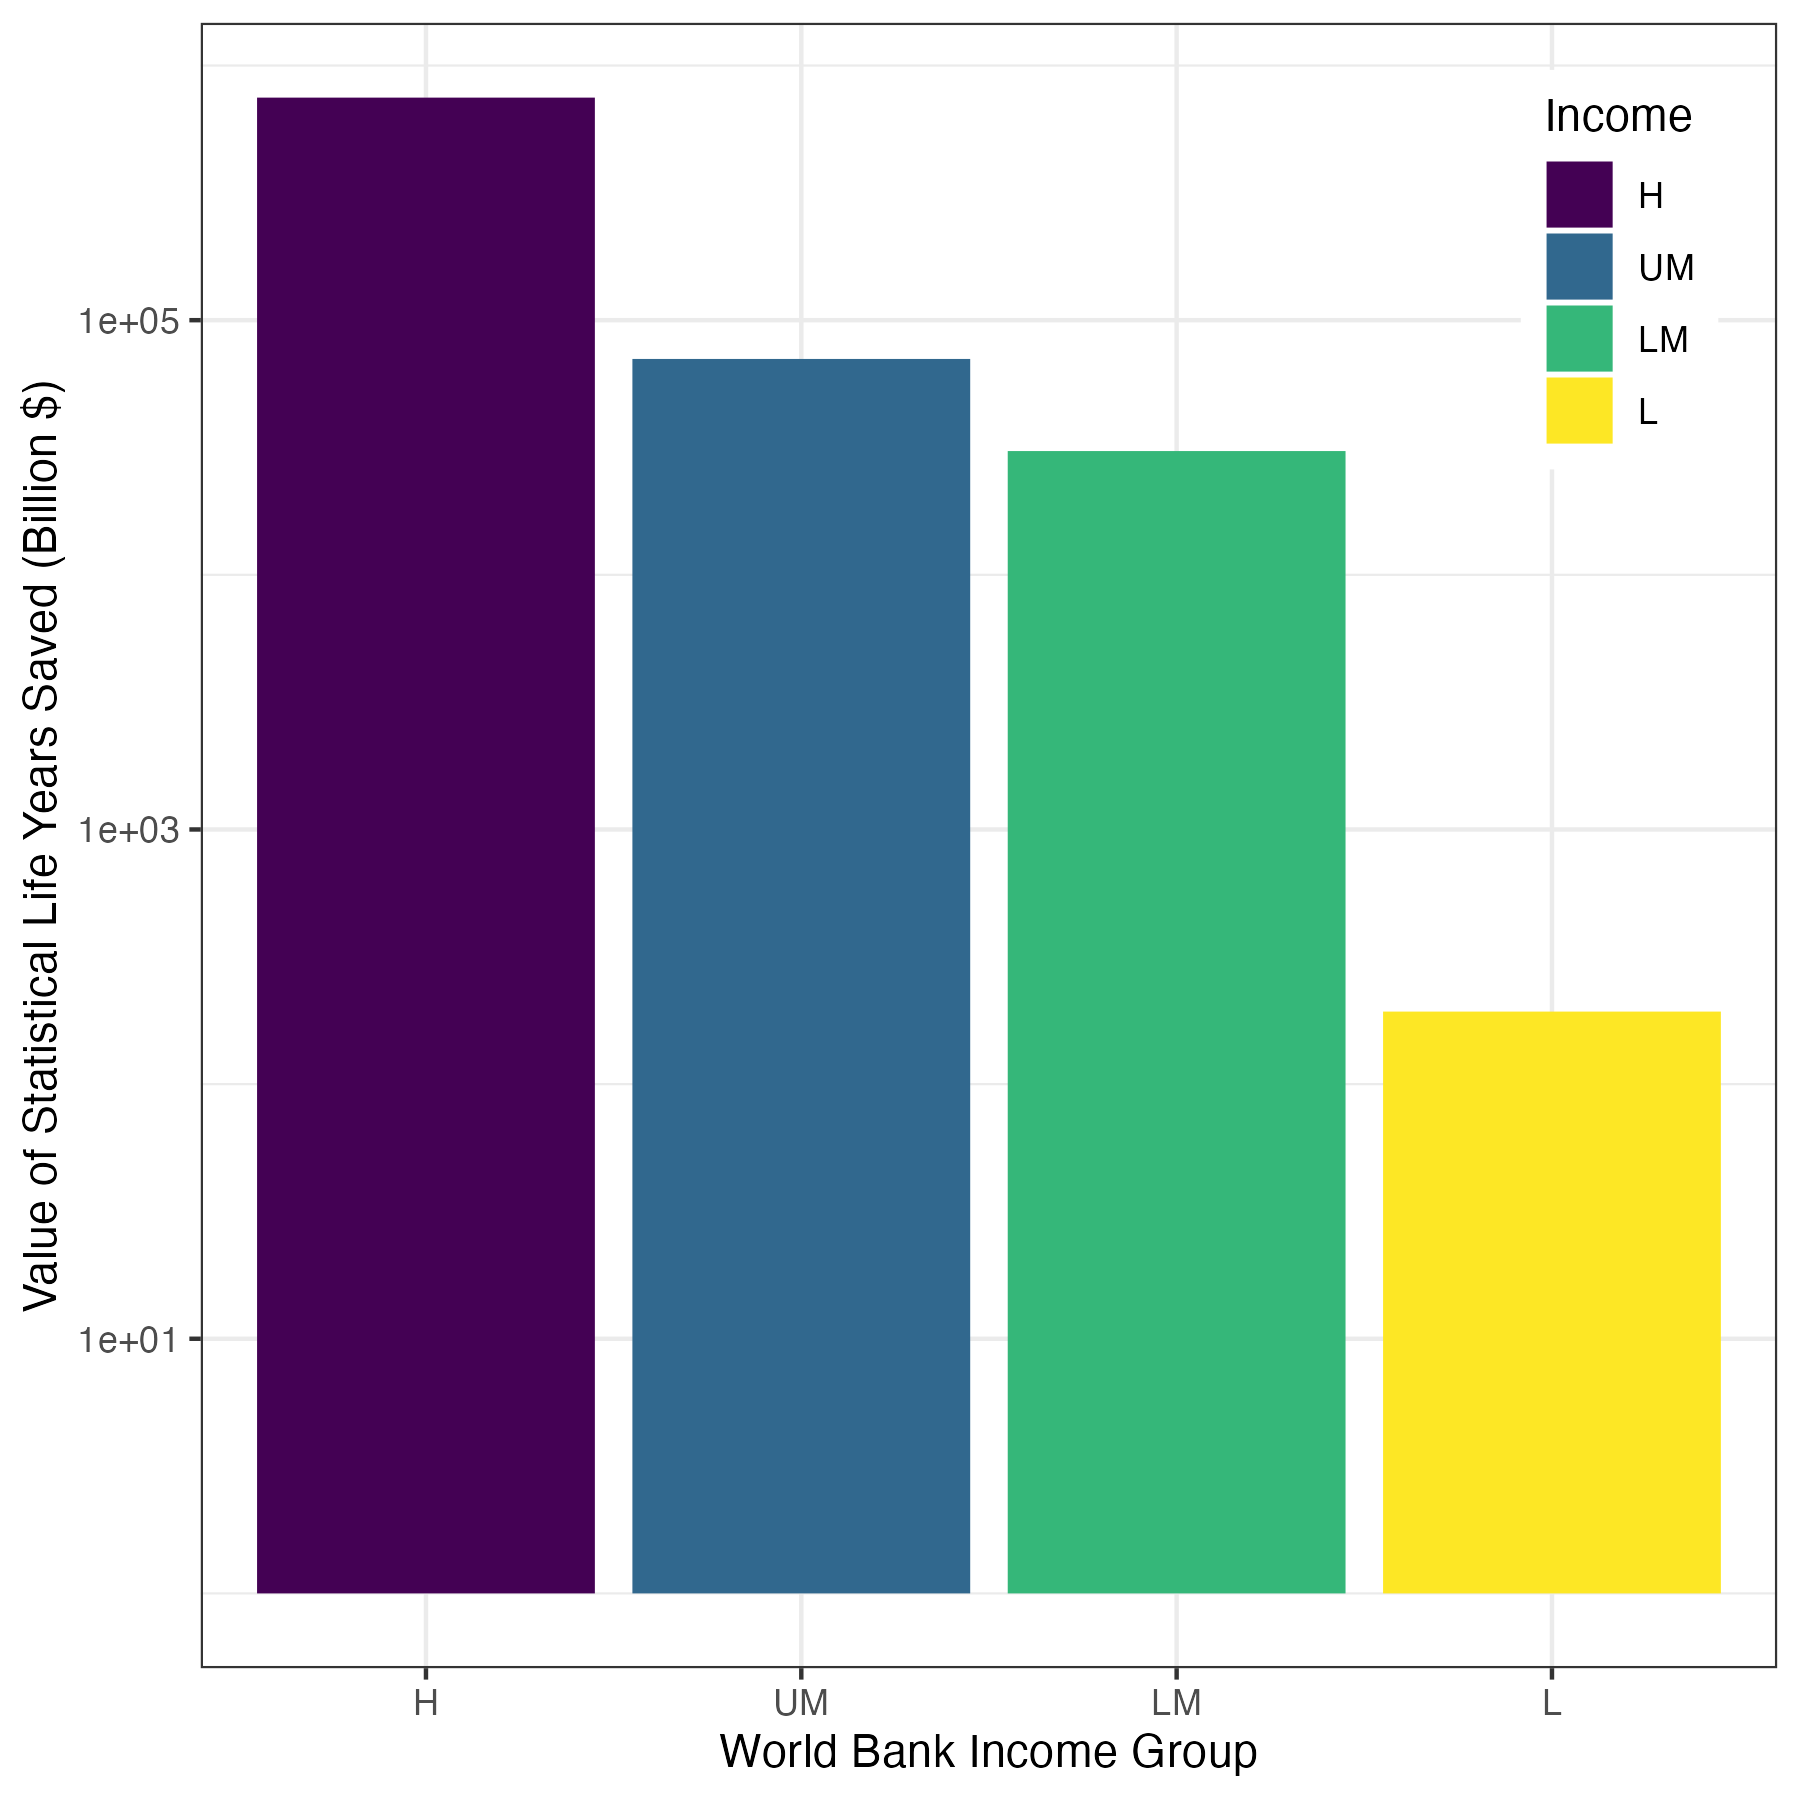 Value of Statistical Life Years Saved (Billion $)
1e+05
1e+03
1e+01
Income
H
UM
LM
L
H UM LM L
World Bank Income Group